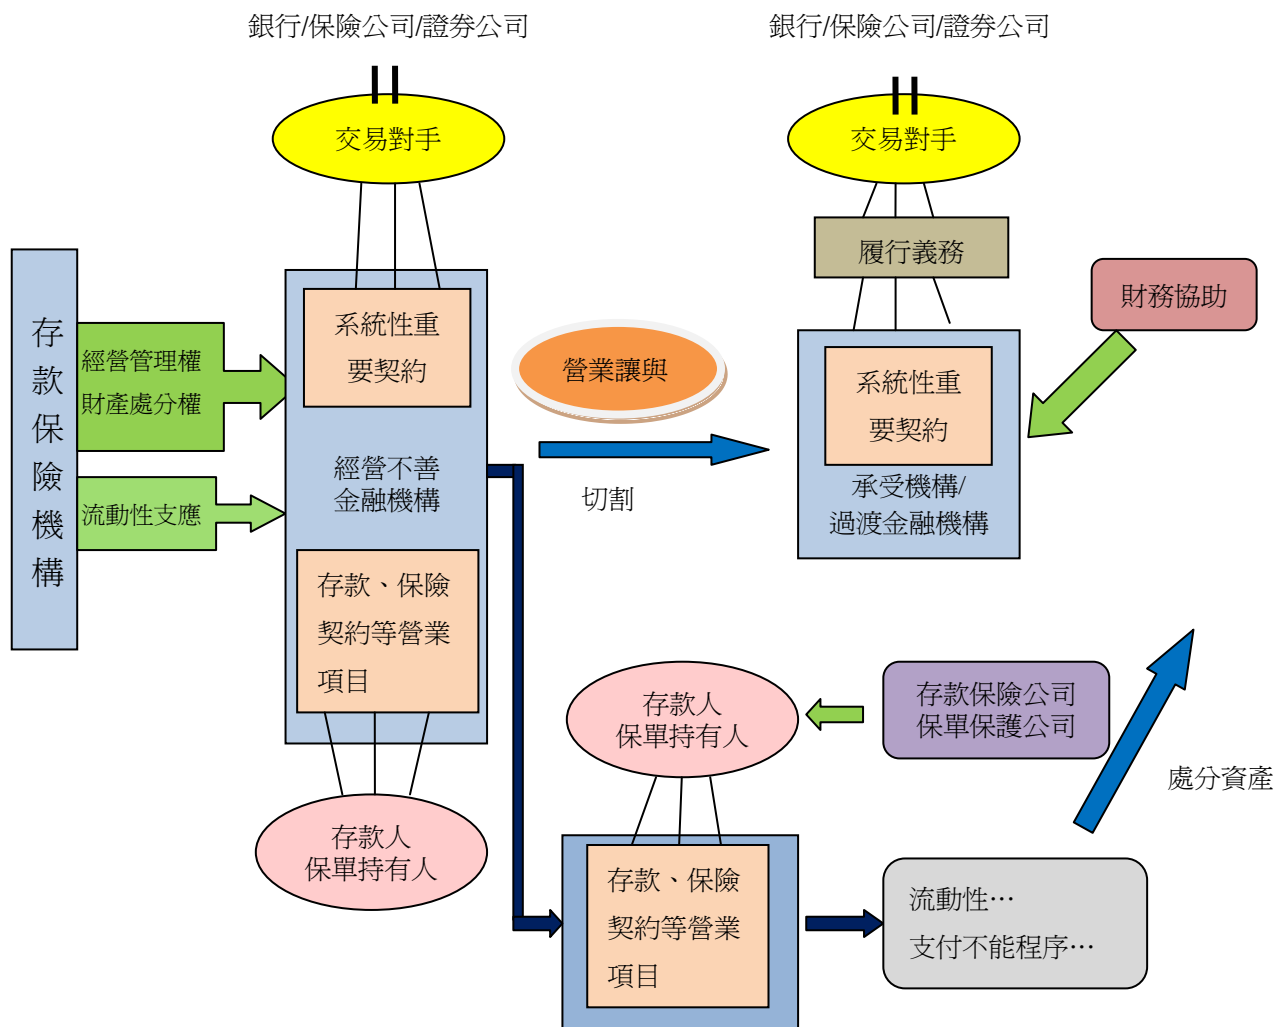 銀行/保險公司/證券公司
銀行/保險公司/證券公司
交易對手
交易對手
履行義務
財務協助
存款保險機構
經營管理權
財產處分權
流動性支應
系統性重
要契約
經營不善
金融機構
存款、保險
契約等營業
項目
存款人
保單持有人
營業讓與
切割
系統性重
要契約
承受機構/
過渡金融機構
存款人
保單持有人
存款保險公司
保單保護公司
處分資產
存款、保險
契約等營業
項目
流動性…
支付不能程序…